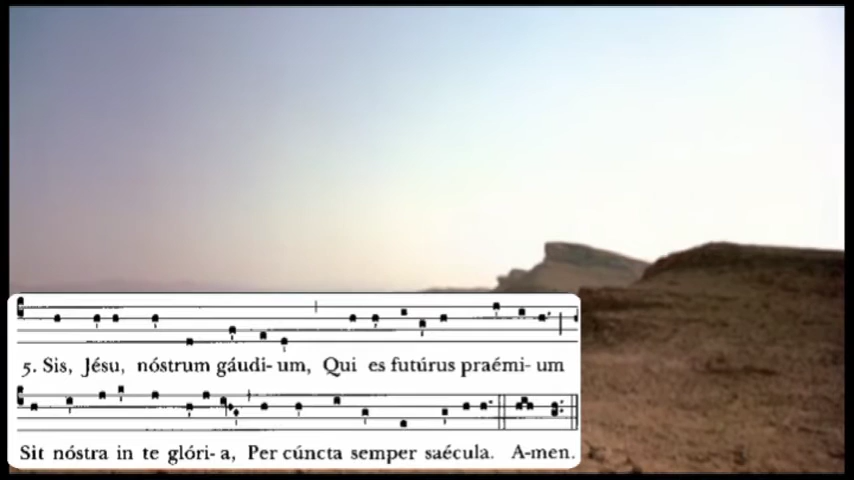 5. Sis, Jésu, nóstrum gáudi- um, Qui es futúrus praémi- um
Sit nóstra in te glóri- a, Per cúncta semper saécula. A-men.